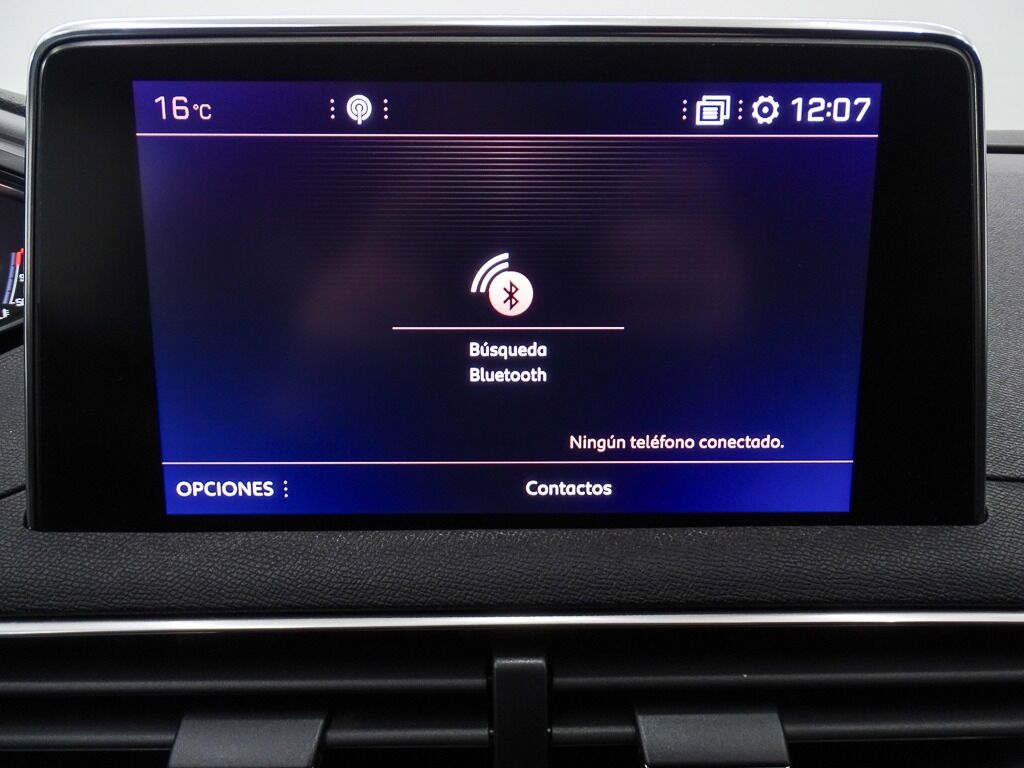 16°C
12:07
Búsqueda
Bluetooth
Ningún teléfono conectado.
OPCIONES
Contactos